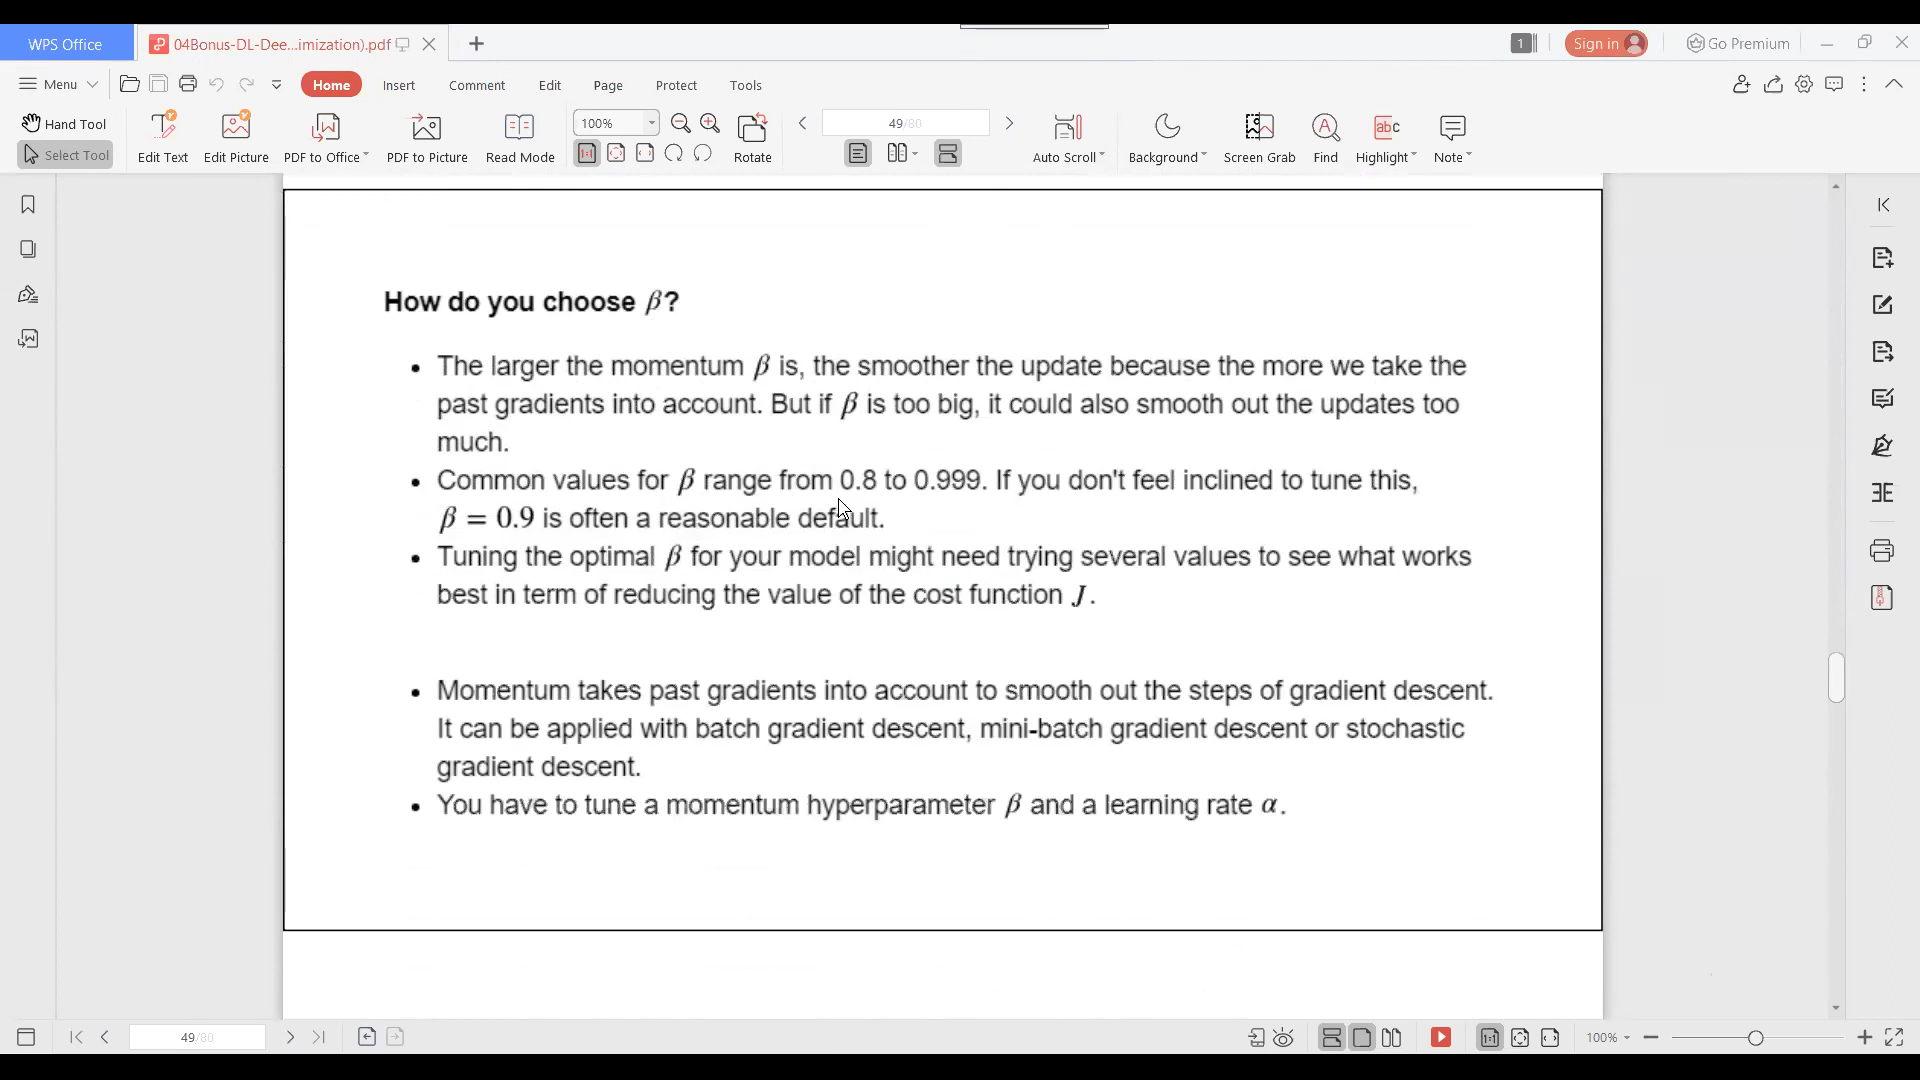 WPS Office
04Bonus-DL-Dee...imization).pdf
1
Sign in
Go Premium
Menu
Home
Insert
Comment
Edit
Page
Protect
Tools
Hand Tool
Select Tool
Edit Text
Edit Picture
PDF to Office
PDF to Picture
Read Mode
100%
Rotate
49/80
Auto Scroll
Background
Screen Grab
Find
Highlight
Note
How do you choose β?
• The larger the momentum β is, the smoother the update because the more we take the
past gradients into account. But if β is too big, it could also smooth out the updates too
much.
• Common values for β range from 0.8 to 0.999. If you don't feel inclined to tune this,
β = 0.9 is often a reasonable default.
• Tuning the optimal β for your model might need trying several values to see what works
best in term of reducing the value of the cost function J.
• Momentum takes past gradients into account to smooth out the steps of gradient descent.
It can be applied with batch gradient descent, mini-batch gradient descent or stochastic
gradient descent.
• You have to tune a momentum hyperparameter β and a learning rate α.
49/80
100%